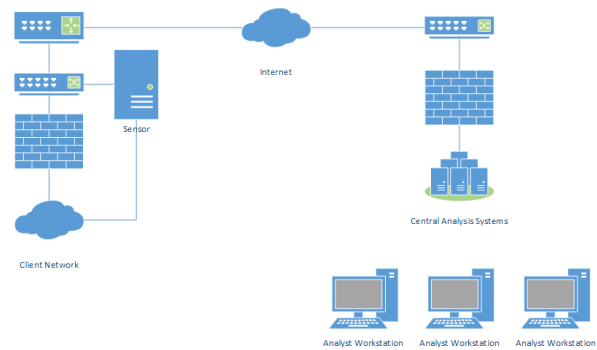 Internet
Sensor
Central Analysis Systems
Client Network
Analyst Workstation
Analyst Workstation
Analyst Workstation